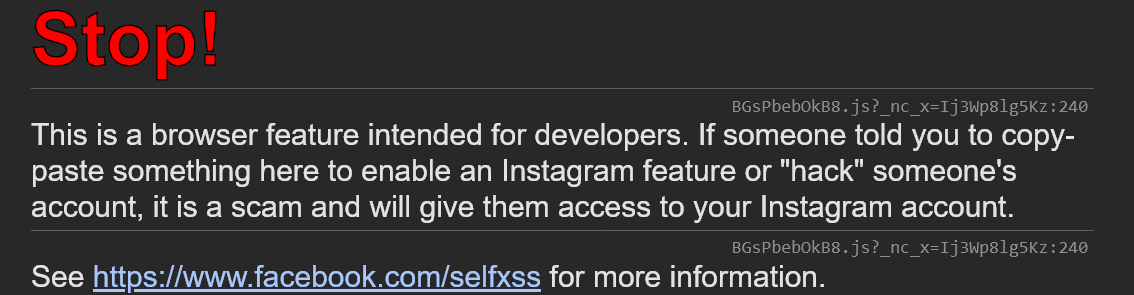 Stop!
BGsPbebOkB8.js?_nc_x=Ij3Wp8lg5Kz:240
This is a browser feature intended for developers. If someone told you to copy-
paste something here to enable an Instagram feature or "hack" someone's
account, it is a scam and will give them access to your Instagram account.
BGsPbebOkB8.js?_nc_x=Ij3Wp8lg5Kz:240
See https://www.facebook.com/selfxss for more information.